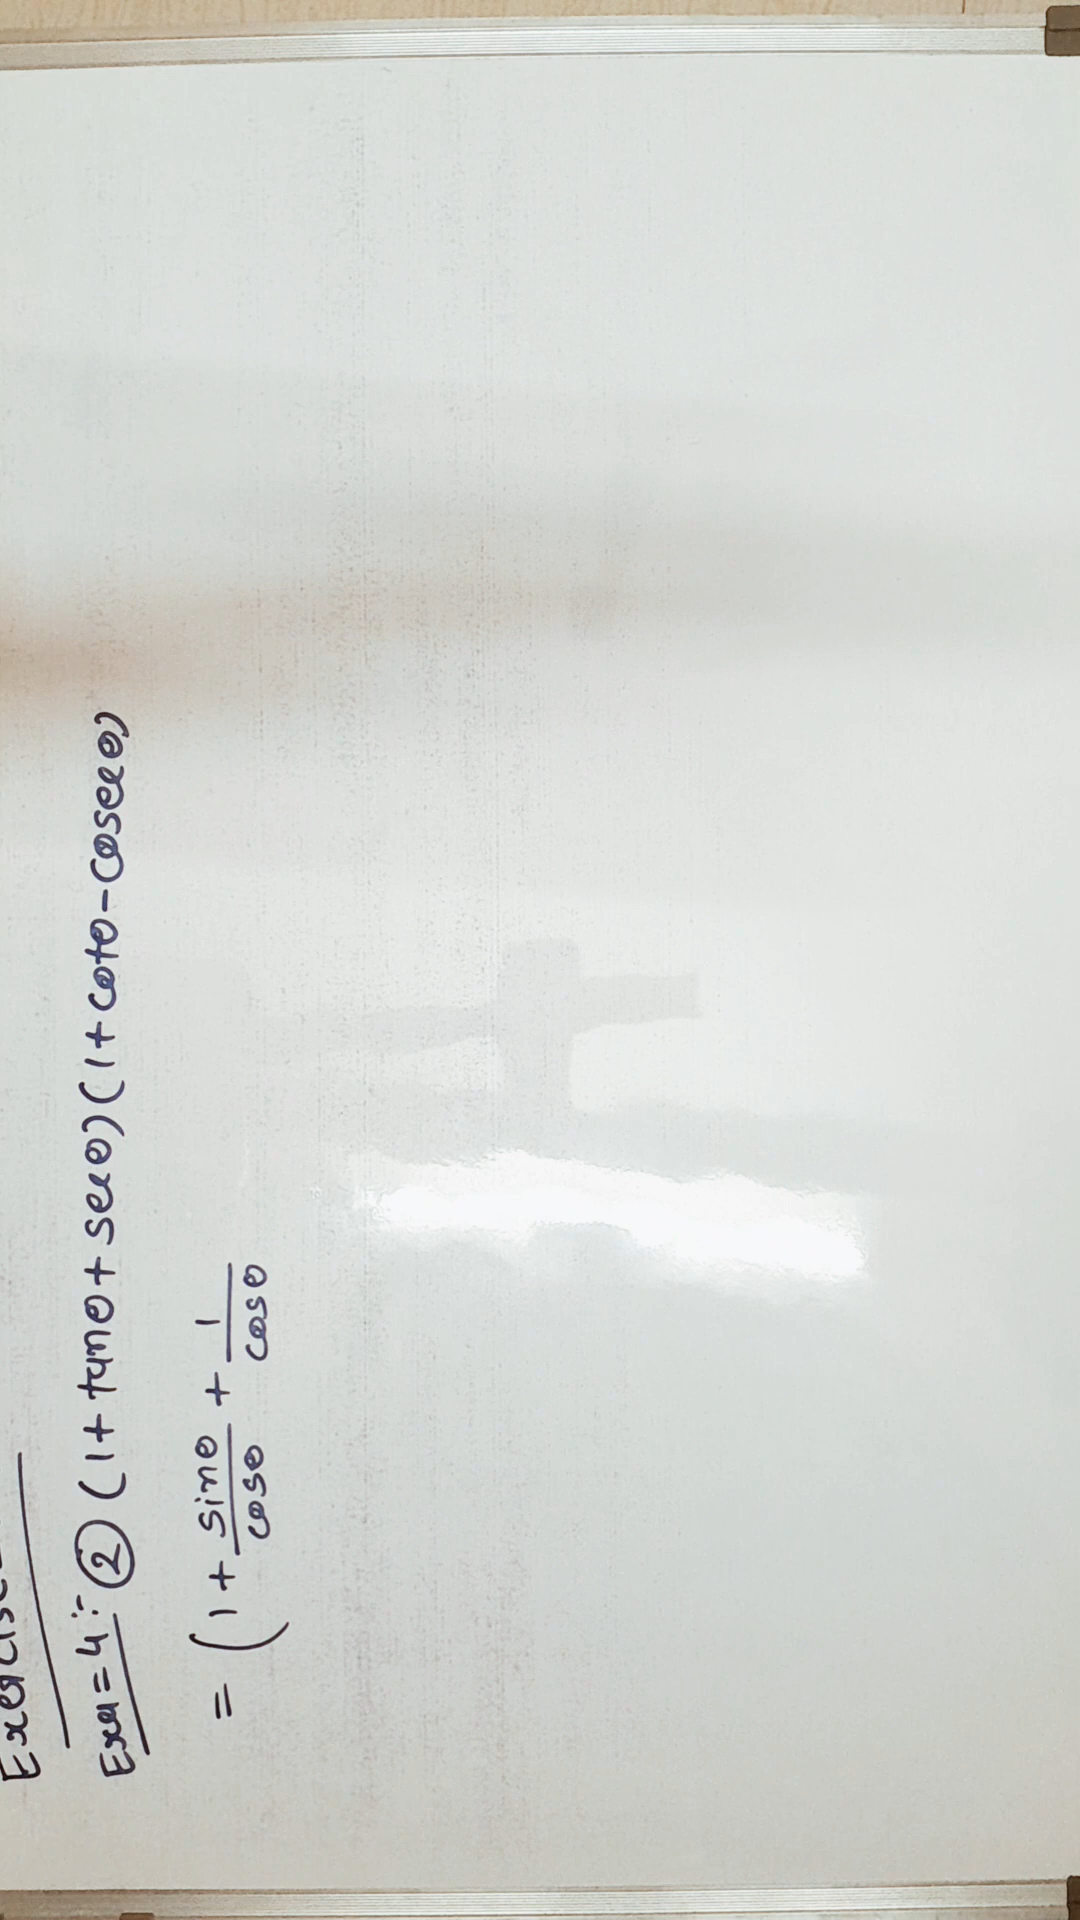 Exa=4:- ② (1+tanθ+secθ)(1+cotθ-cosecθ)
= (1+ sinθ/cosθ + 1/cosθ